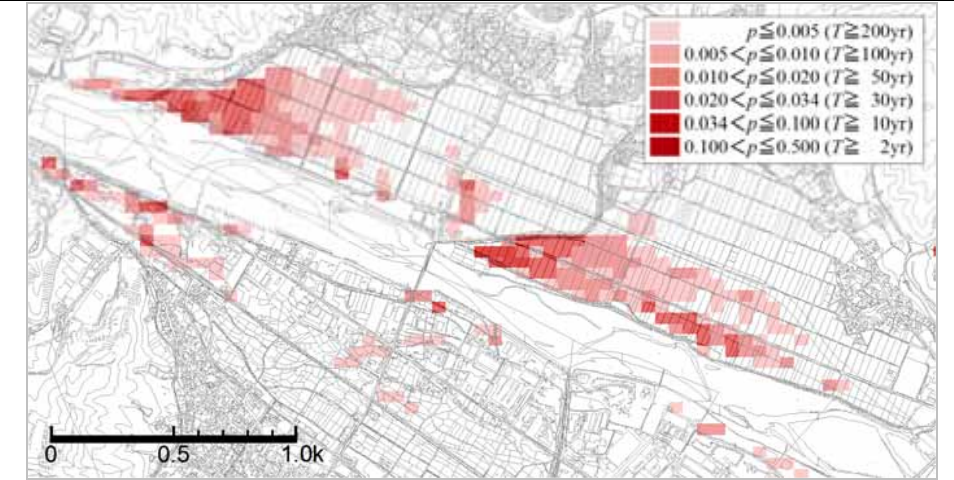 p≦0.005 (T≧200yr)
0.005<p≦0.010 (T≧100yr)
0.010<p≦0.020 (T≧ 50yr)
0.020<p≦0.034 (T≧ 30yr)
0.034<p≦0.100 (T≧ 10yr)
0.100<p≦0.500 (T≧ 2yr)
0 0.5 1.0k